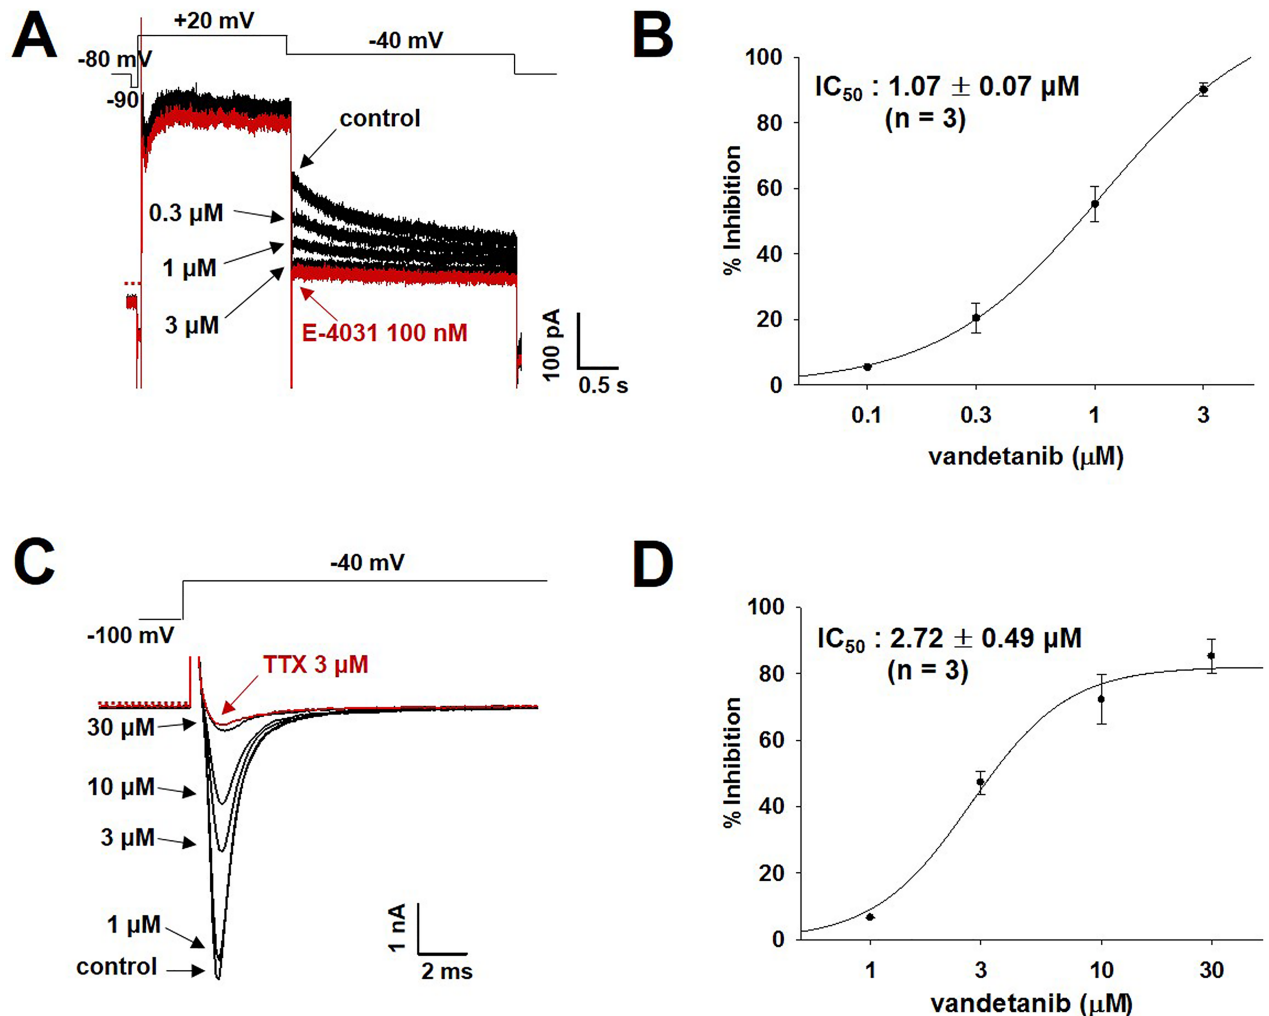 A
+20 mV
-40 mV
-80 mV
-90
control
0.3 µM
1 µM
3 µM
E-4031 100 nM
100 pA
0.5 s
B
IC50 : 1.07 ± 0.07 µM
(n = 3)
% Inhibition
100
80
60
40
20
0
0.1 0.3 1 3
vandetanib (µM)
C
-40 mV
-100 mV
TTX 3 µM
30 µM
10 µM
3 µM
1 µM
control
1 nA
2 ms
D
IC50 : 2.72 ± 0.49 µM
(n = 3)
% Inhibition
100
80
60
40
20
0
1 3 10 30
vandetanib (µM)